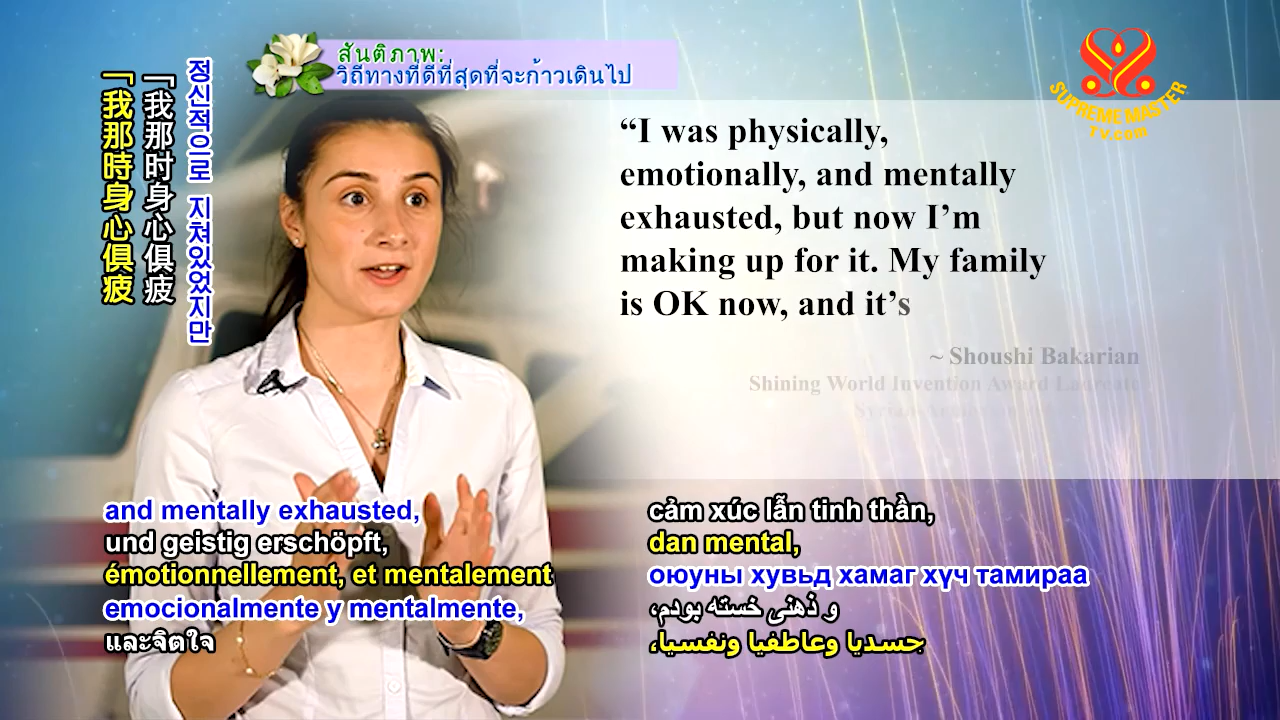 สันติภาพ:
วิถีทางที่ดีที่สุดที่จะก้าวเดินไป
SUPREME MASTER
TV.com
정신적으로 지쳐있었지만
「我那时身心俱疲
「我那時身心俱疲
“I was physically,
emotionally, and mentally
exhausted, but now I’m
making up for it. My family
is OK now, and it’s
~ Shoushi Bakarian
Shining World Invention Award Laureate
and mentally exhausted,
und geistig erschöpft,
émotionnellement, et mentalement
emocionalmente y mentalmente,
และจิตใจ
cảm xúc lẫn tinh thần,
dan mental,
оюуны хувьд хамаг хүч тамираа
و ذهنی خسته بودم،
جسديا وعاطفيا ونفسيا،